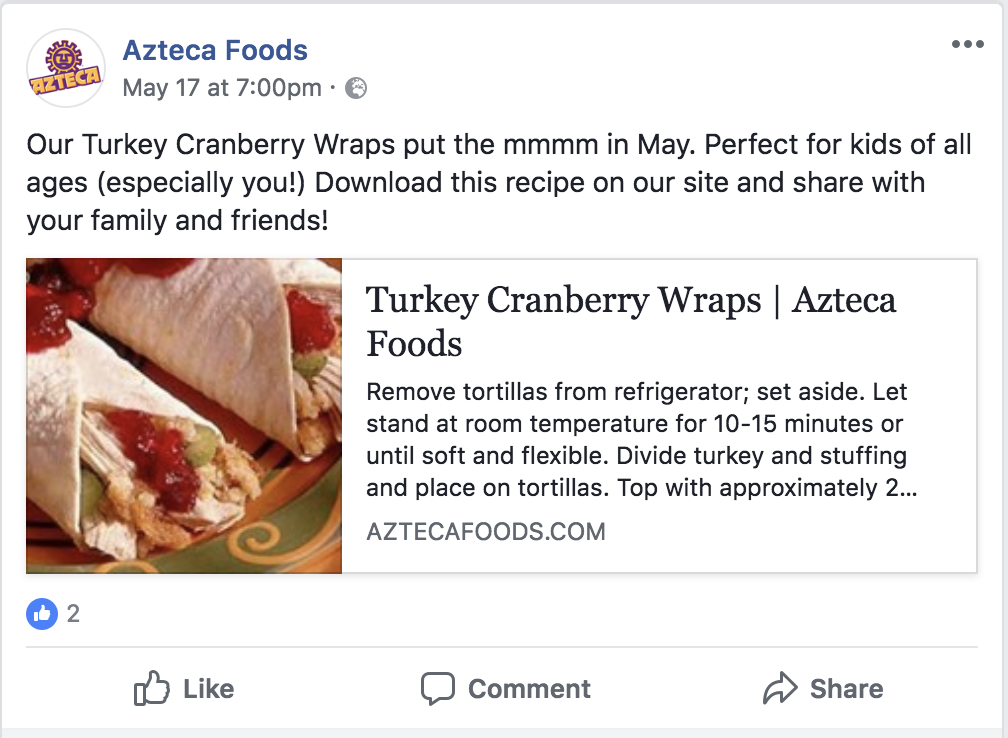 AZTECA
Azteca Foods
May 17 at 7:00pm ·
Our Turkey Cranberry Wraps put the mmmm in May. Perfect for kids of all
ages (especially you!) Download this recipe on our site and share with
your family and friends!
Turkey Cranberry Wraps | Azteca
Foods
Remove tortillas from refrigerator; set aside. Let
stand at room temperature for 10-15 minutes or
until soft and flexible. Divide turkey and stuffing
and place on tortillas. Top with approximately 2...
AZTECAFOODS.COM
2
Like Comment Share